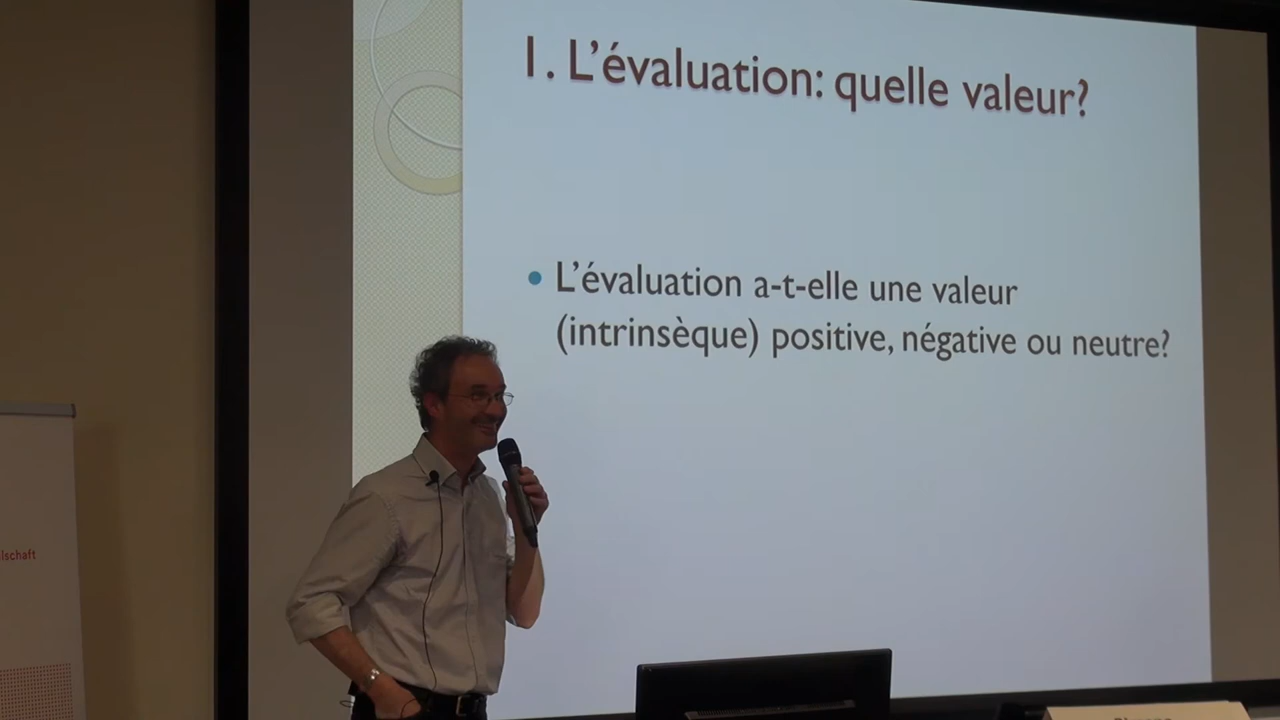 1. L'évaluation: quelle valeur?
• L'évaluation a-t-elle une valeur
(intrinsèque) positive, négative ou neutre?
lschaft